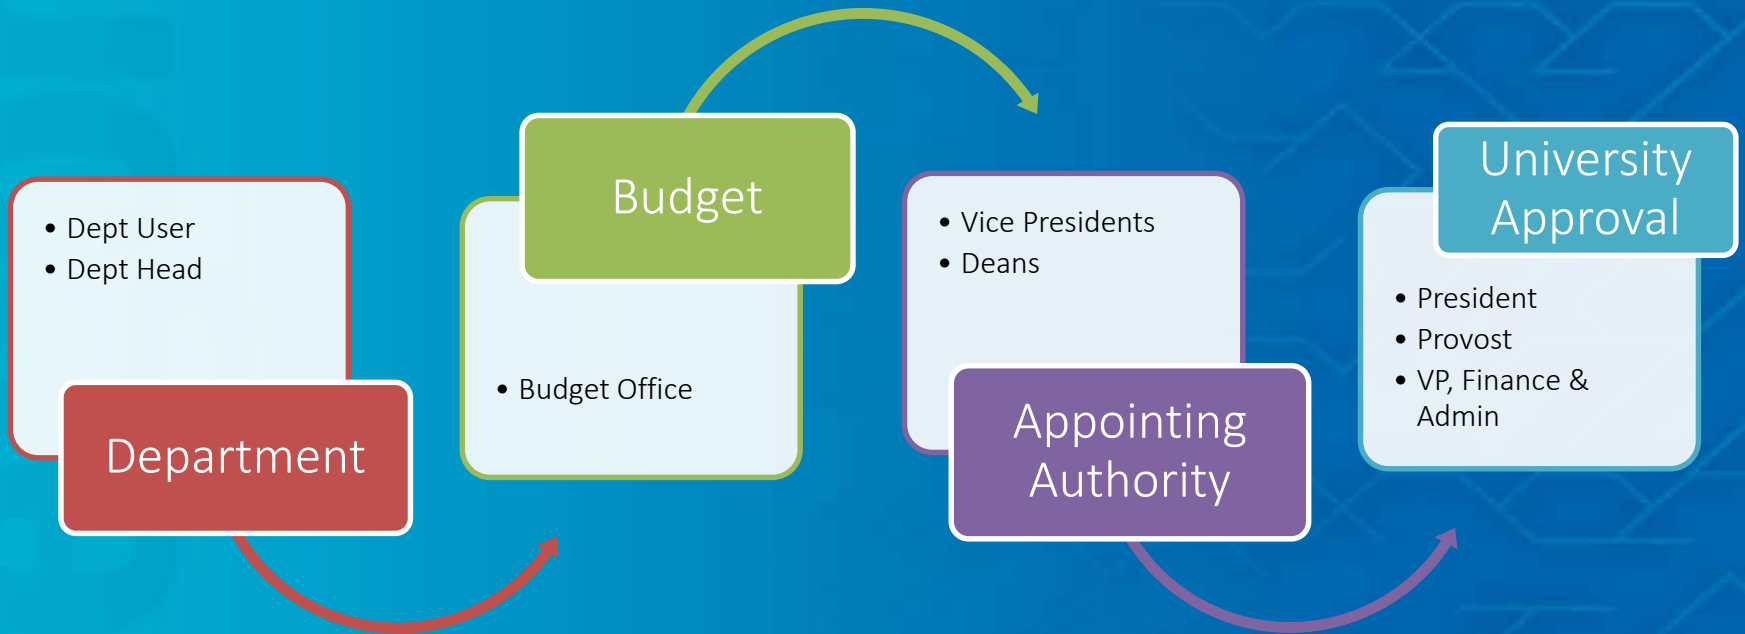 • Dept User
• Dept Head
Department
Budget
• Budget Office
• Vice Presidents
• Deans
Appointing
Authority
University
Approval
• President
• Provost
• VP, Finance &
Admin